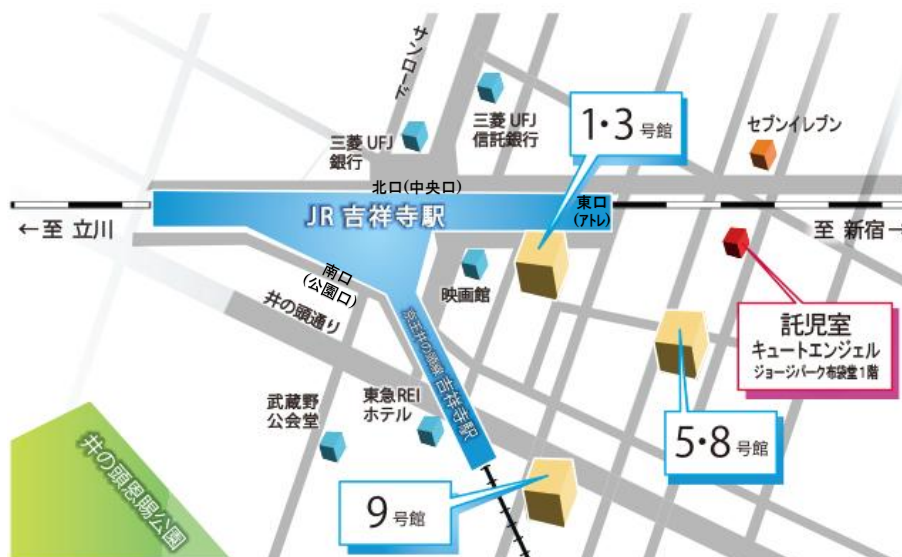 サンロード
三菱UFJ
銀行
三菱UFJ
信託銀行
1・3号館
セブンイレブン
北口(中央口)
JR 吉祥寺駅
東口
(アトレ)
←至 立川
至 新宿→
南口
(公園口)
井の頭通り
映画館
京王井の頭線 吉祥寺駅
託児室
キュートエンジェル
ジョージパーク布袋堂1階
武蔵野
公会堂
東急REI
ホテル
5・8号館
9号館
井の頭恩賜公園